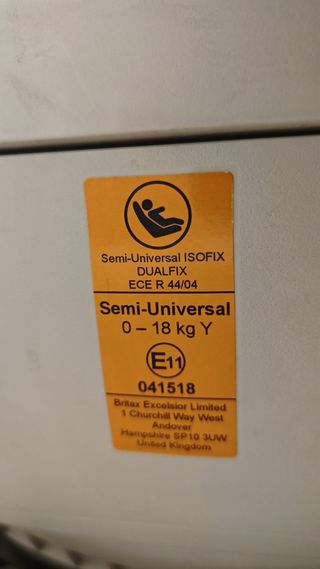 Semi-Universal ISOFIX
DUALFIX
ECE R 44/04
Semi-Universal
0 – 18 kg Y
E11
041518
Britax Excelsior Limited
1 Churchill Way West
Andover
Hampshire SP10 3UW
United Kingdom